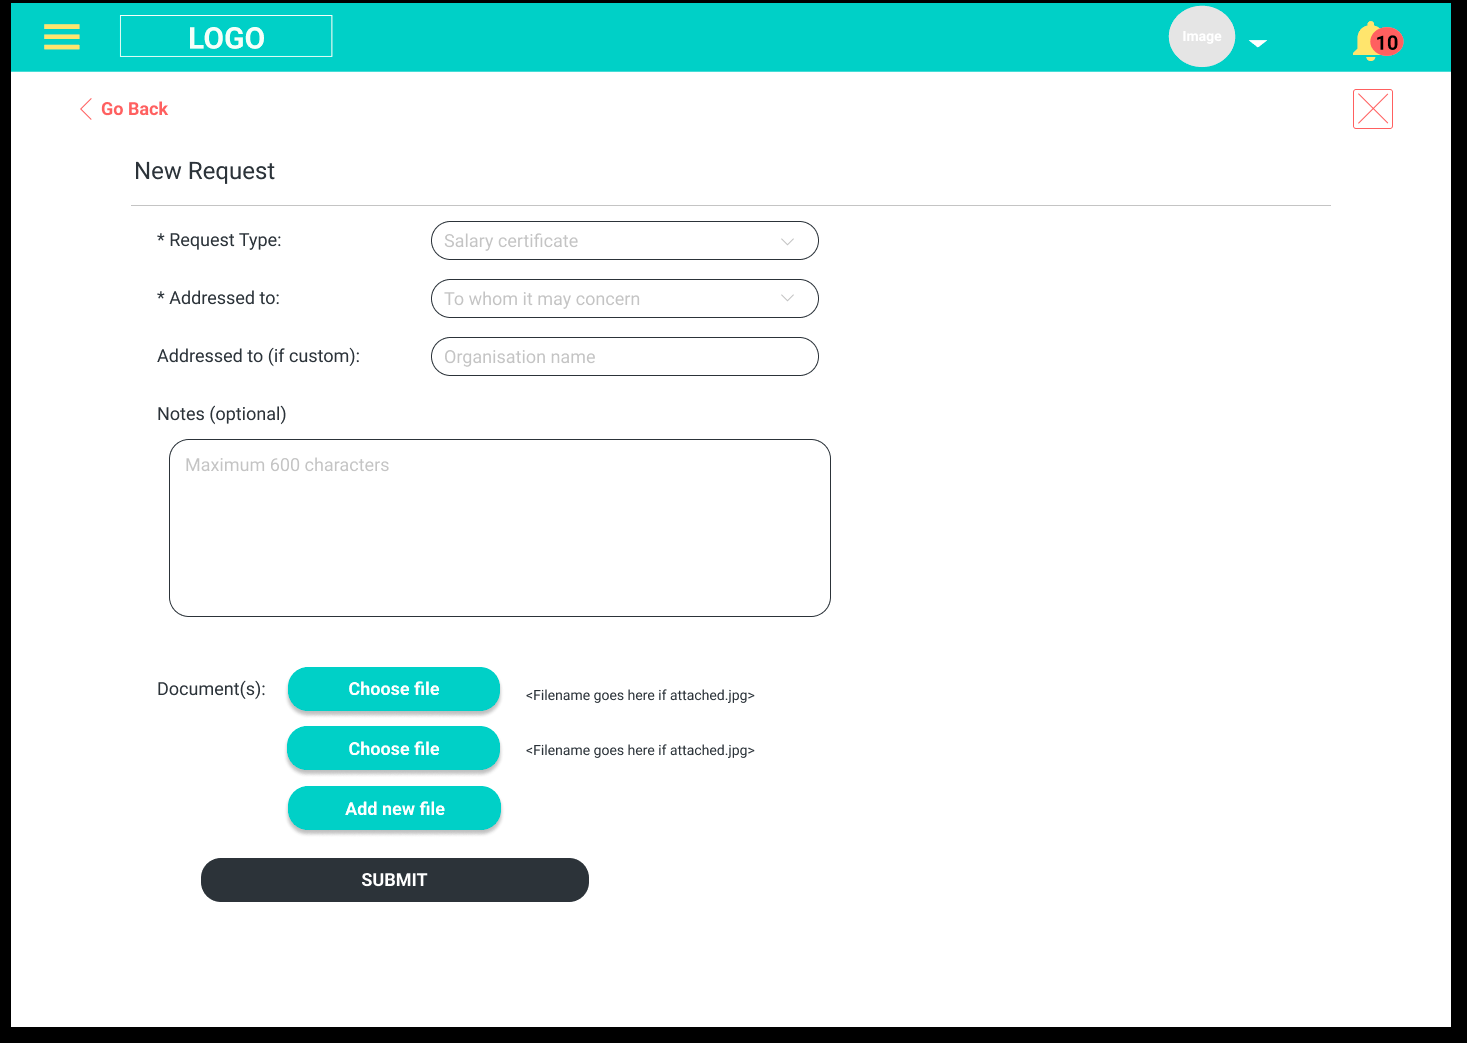 LOGO
Image
10
Go Back
New Request
* Request Type:
Salary certificate
* Addressed to:
To whom it may concern
Addressed to (if custom):
Organisation name
Notes (optional)
Maximum 600 characters
Document(s):
Choose file
<Filename goes here if attached.jpg>
Choose file
<Filename goes here if attached.jpg>
Add new file
SUBMIT